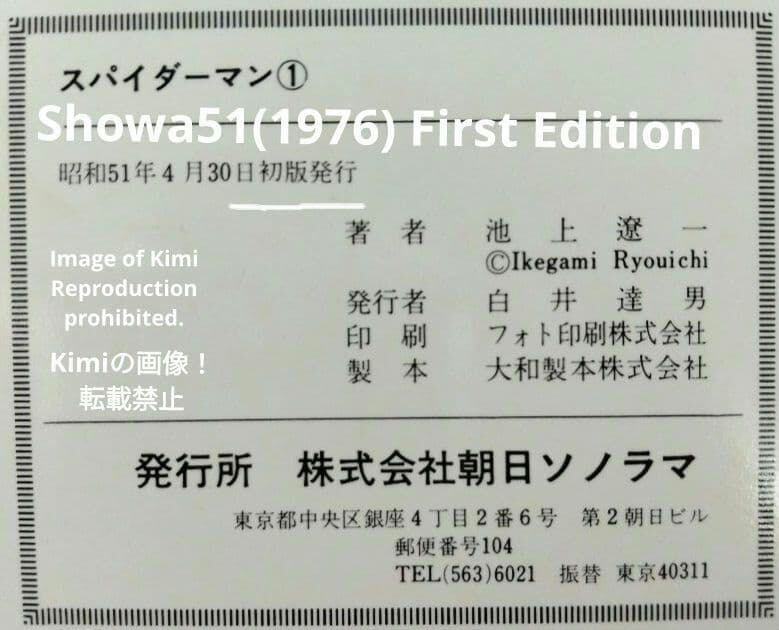 スパイダーマン①
Showa51(1976) First Edition
昭和51年4月30日初版発行
著者 池上遼一
©Ikegami Ryouichi
発行者 白井達男
印刷 フォト印刷株式会社
製本 大和製本株式会社
Image of Kimi
Reproduction
prohibited.
Kimiの画像！
転載禁止
発行所 株式会社朝日ソノラマ
東京都中央区銀座4丁目2番6号 第2朝日ビル
郵便番号104
TEL(563)6021 振替 東京40311